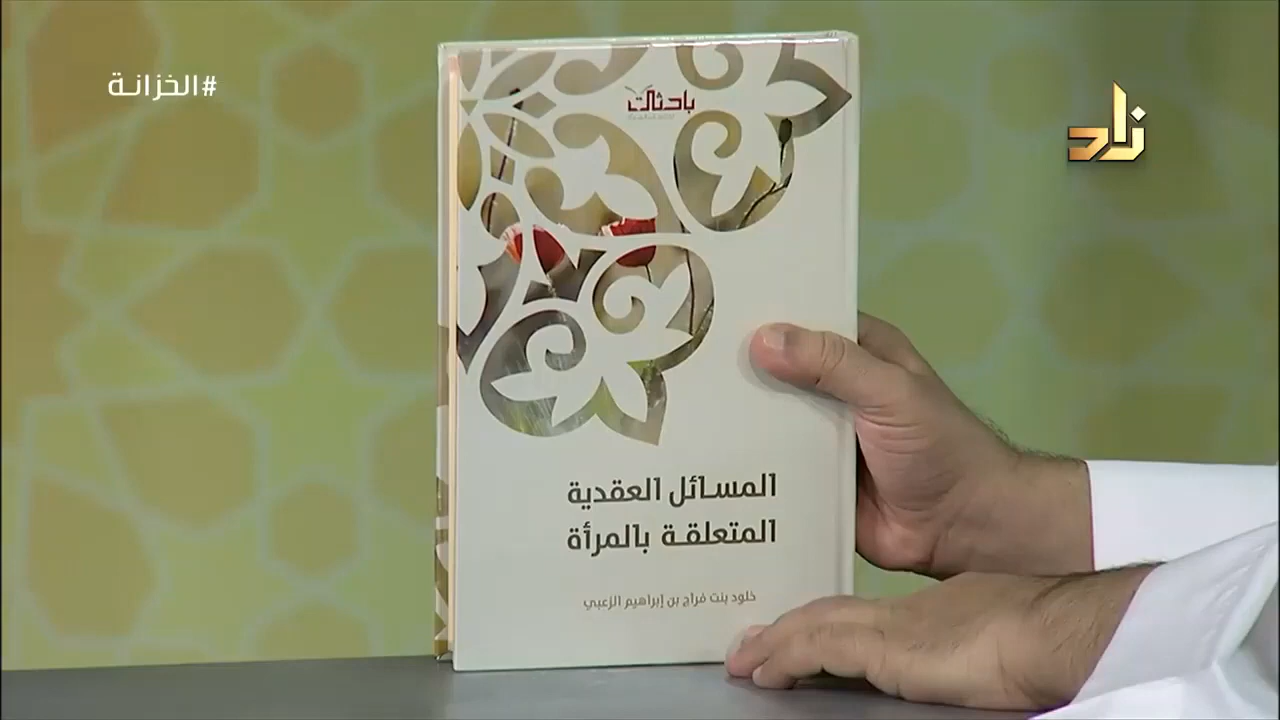 #الخزانة
زاد
باحثات
المسائل العقدية
المتعلقة بالمرأة
خلود بنت فراج بن إبراهيم الزعبي